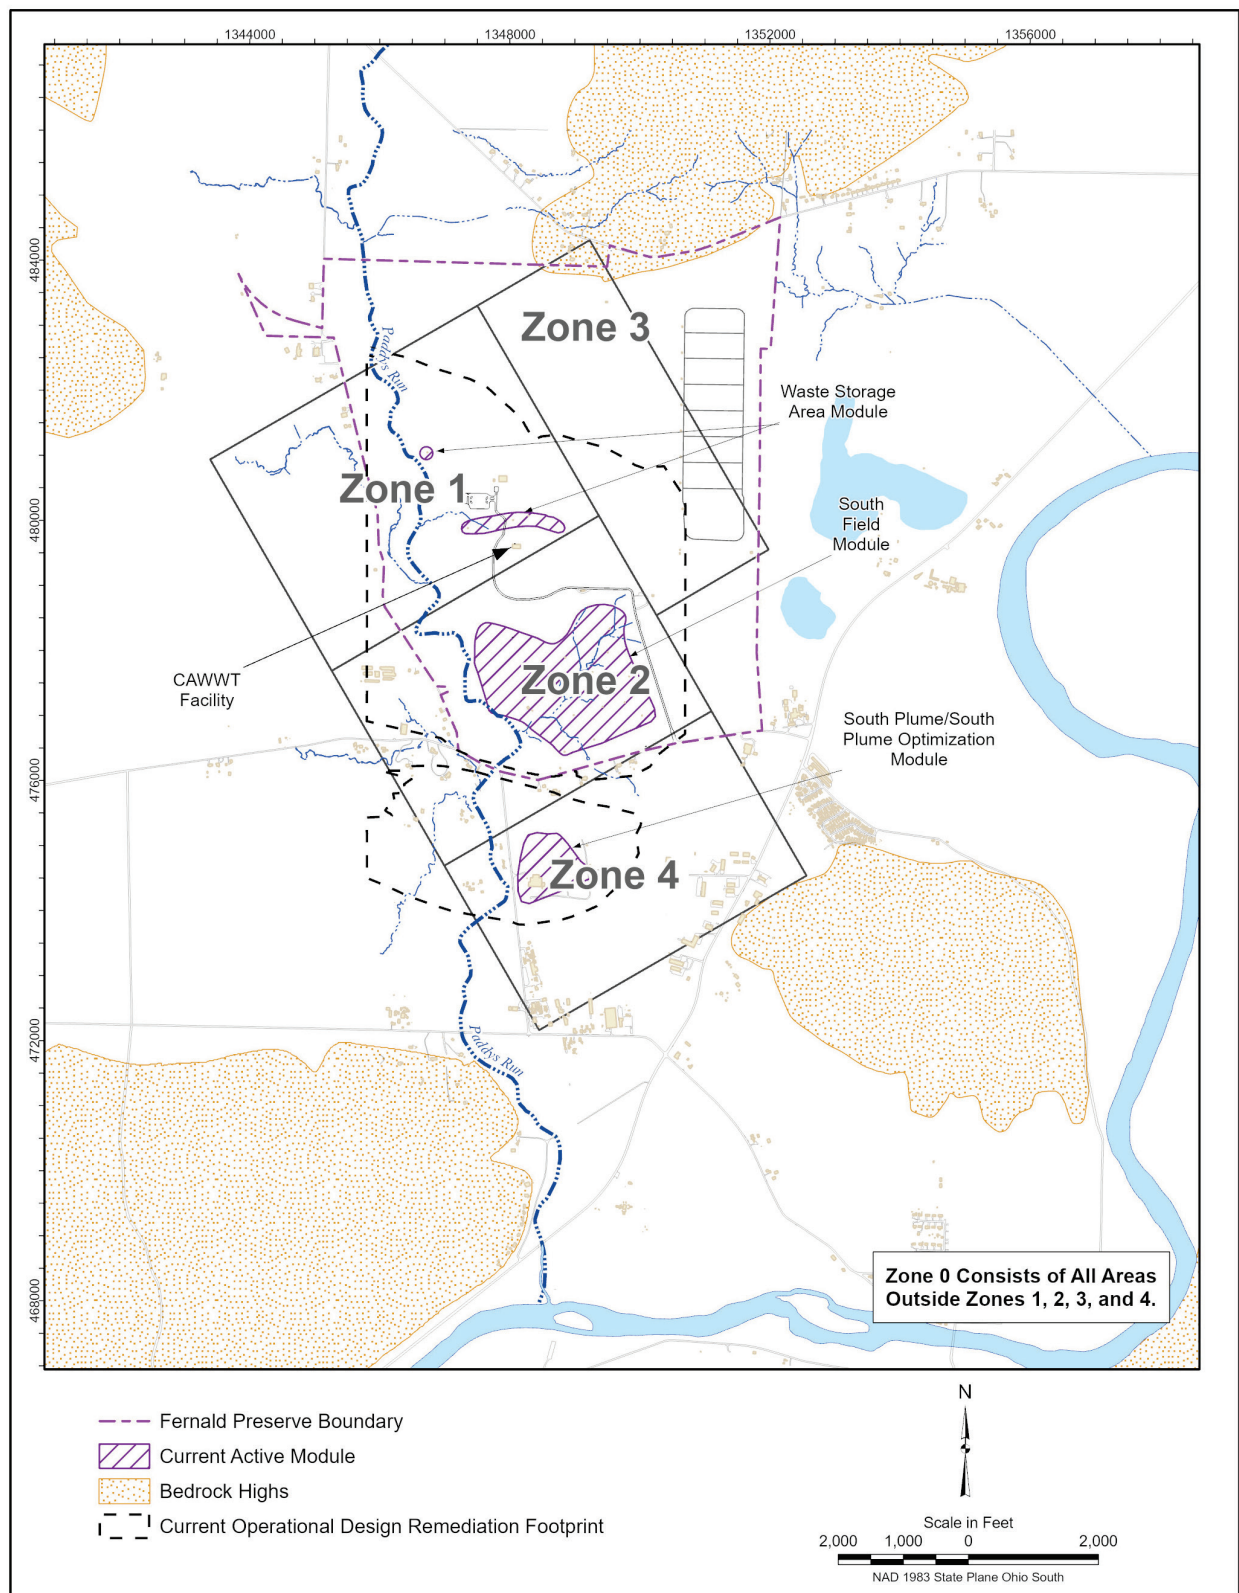 1344000
1348000
1352000
1356000
484000
480000
476000
472000
468000
Zone 3
Paddys Run
Waste Storage
Area Module
Zone 1
South
Field
Module
CAWWT
Facility
Zone 2
South Plume/South
Plume Optimization
Module
Zone 4
Paddys Run
Zone 0 Consists of All Areas
Outside Zones 1, 2, 3, and 4.
Fernald Preserve Boundary
Current Active Module
Bedrock Highs
Current Operational Design Remediation Footprint
N
Scale in Feet
2,000 1,000 0 2,000
NAD 1983 State Plane Ohio South